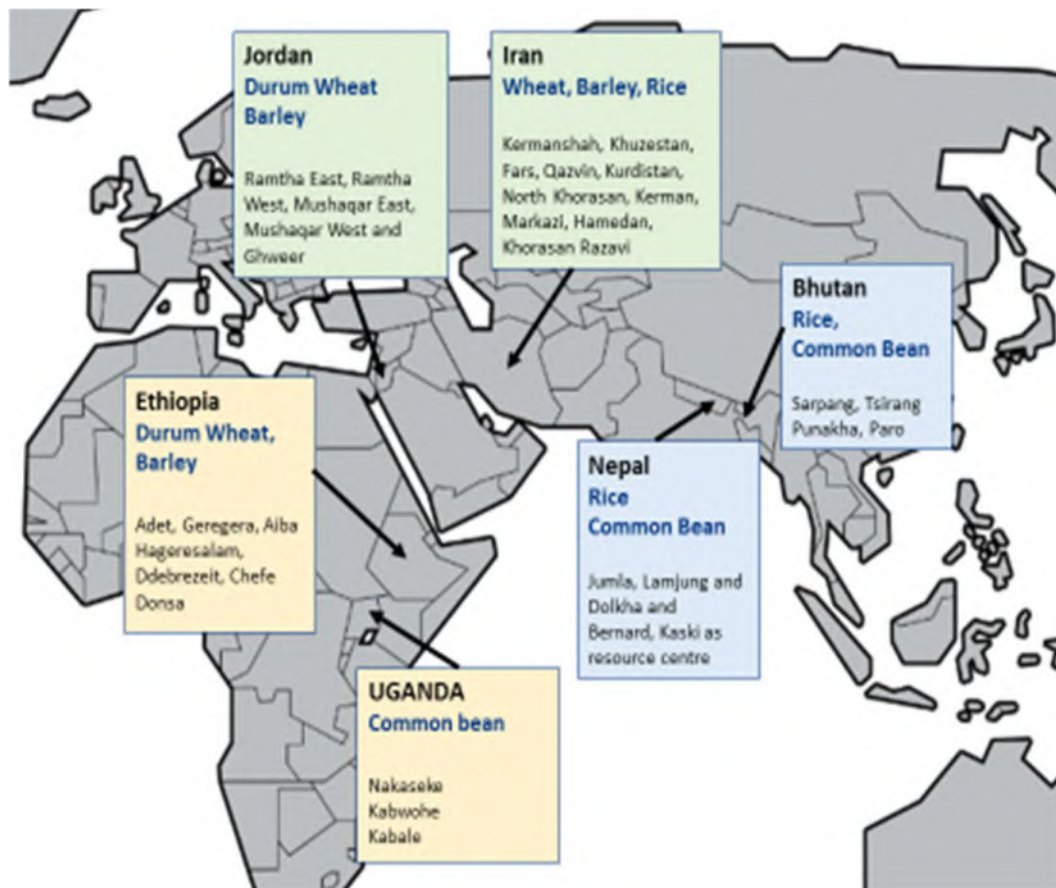 Jordan
Durum Wheat
Barley
Ramtha East, Ramtha
West, Mushaqar East,
Mushaqar West and
Ghweer
Iran
Wheat, Barley, Rice
Kermanshah, Khuzestan,
Fars, Qazvin, Kurdistan,
North Khorasan, Kerman,
Markazi, Hamedan,
Khorasan Razavi
Bhutan
Rice,
Common Bean
Sarpang, Tsirang
Punakha, Paro
Ethiopia
Durum Wheat,
Barley
Adet, Geregera, Aiba
Hageresalam,
Ddebrezeit, Chefe
Donsa
Nepal
Rice
Common Bean
Jumla, Lamjung and
Dolkha and
Bernard, Kaski as
resource centre
UGANDA
Common bean
Nakaseke
Kabwohe
Kabale